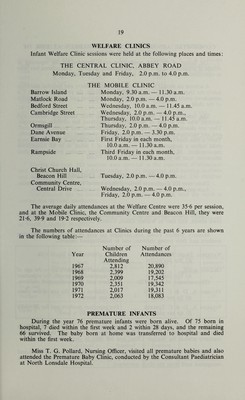 19
WELFARE CLINICS
Infant Welfare Clinic sessions were held at the following places and times:
THE CENTRAL CLINIC, ABBEY ROAD
Monday, Tuesday and Friday, 2.0 p.m. to 4.0 p.m.
THE MOBILE CLINIC
Barrow Island ... Monday, 9.30 a.m. — 11.30 a.m.
Matlock Road ... Monday, 2.0 p.m. — 4.0 p.m.
Bedford Street ... Wednesday, 10.0 a.m. — 11.45 a.m.
Cambridge Street ... Wednesday, 2.0 p.m. — 4.0 p.m.,
Thursday, 10.0 a.m. — 11.45 a.m.
Ormsgill ... Thursday, 2.0 p.m. — 4.0 p.m.
Dane Avenue ... Friday, 2.0 p.m. — 3.30 p.m.
Earnsie Bay ... First Friday in each month,
10.0 a.m. — 11.30 a.m.
Rampside ... Third Friday in each month,
10.0 a.m. — 11.30 a.m.
Christ Church Hall,
Beacon Hill ... Tuesday, 2.0 p.m. — 4.0 p.m.
Community Centre,
Central Drive ... Wednesday, 2.0 p.m. — 4.0 p.m.,
Friday, 2.0 p.m. — 4.0 p.m.
The average daily attendances at the Welfare Centre were 35·6 per session,
and at the Mobile Clinic, the Community Centre and Beacon Hill, they were
21·6, 39·9 and 19·2 respectively.
The numbers of attendances at Clinics during the past 6 years are shown
in the following table:—
Number of Number of
Year Children Attendances
Attending
1967 2,812 20,890
1968 2,399 19,202
1969 2,009 17,545
1970 2,351 19,342
1971 2,017 19,311
1972 2,063 18,083
PREMATURE INFANTS
During the year 76 premature infants were born alive. Of 75 born in
hospital, 7 died within the first week and 2 within 28 days, and the remaining
66 survived. The baby born at home was transferred to hospital and died
within the first week.
Miss T. G. Pollard, Nursing Officer, visited all premature babies and also
attended the Premature Baby Clinic, conducted by the Consultant Paediatrician
at North Lonsdale Hospital.